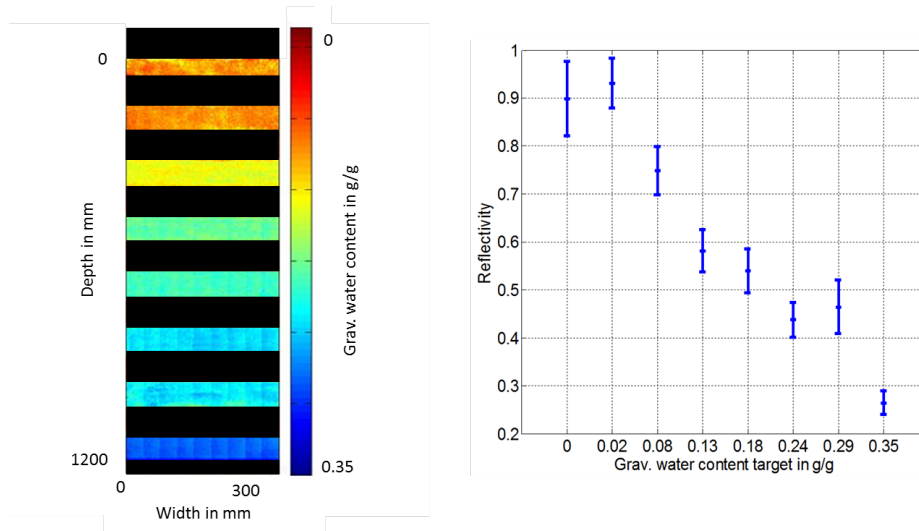 0
1200
0
300
Depth in mm
Width in mm
0
0.35
Grav. water content in g/g
1
0.9
0.8
0.7
0.6
0.5
0.4
0.3
0.2
Reflectivity
0 0.02 0.08 0.13 0.18 0.24 0.29 0.35
Grav. water content target in g/g